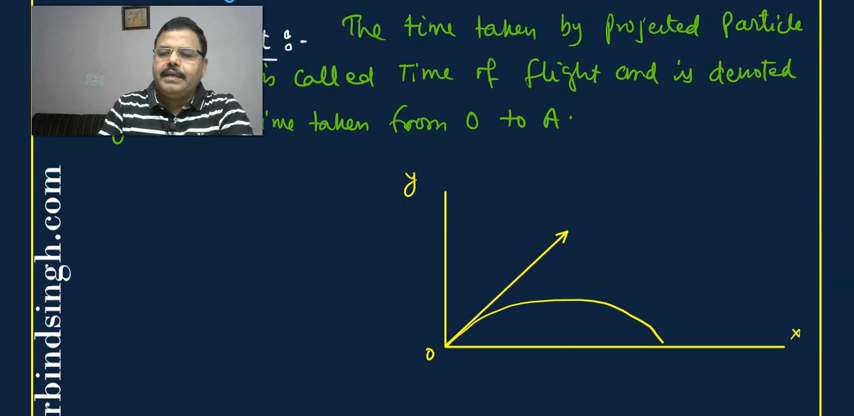 t :- The time taken by projected Particle
is called Time of flight and is denoted
time taken from O to A.
y
x
O
rbindsingh.com